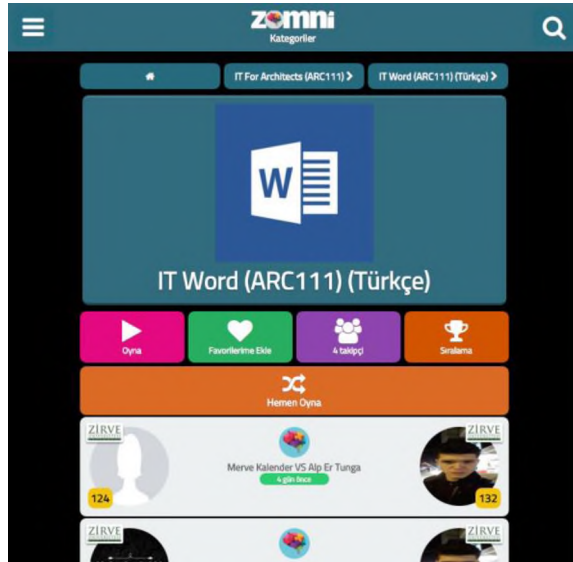 zomni
Kategoriler
IT For Architects (ARC111)
IT Word (ARC111) (Türkçe)
W
IT Word (ARC111) (Türkçe)
Oyna
Favorilerime Ekle
4 takipçi
Sıralama
Hemen Oyna
ZİRVE
ZİRVE
Merve Kalender VS Alp Er Tunga
4 gün önce
124
132
ZİRVE
ZİRVE